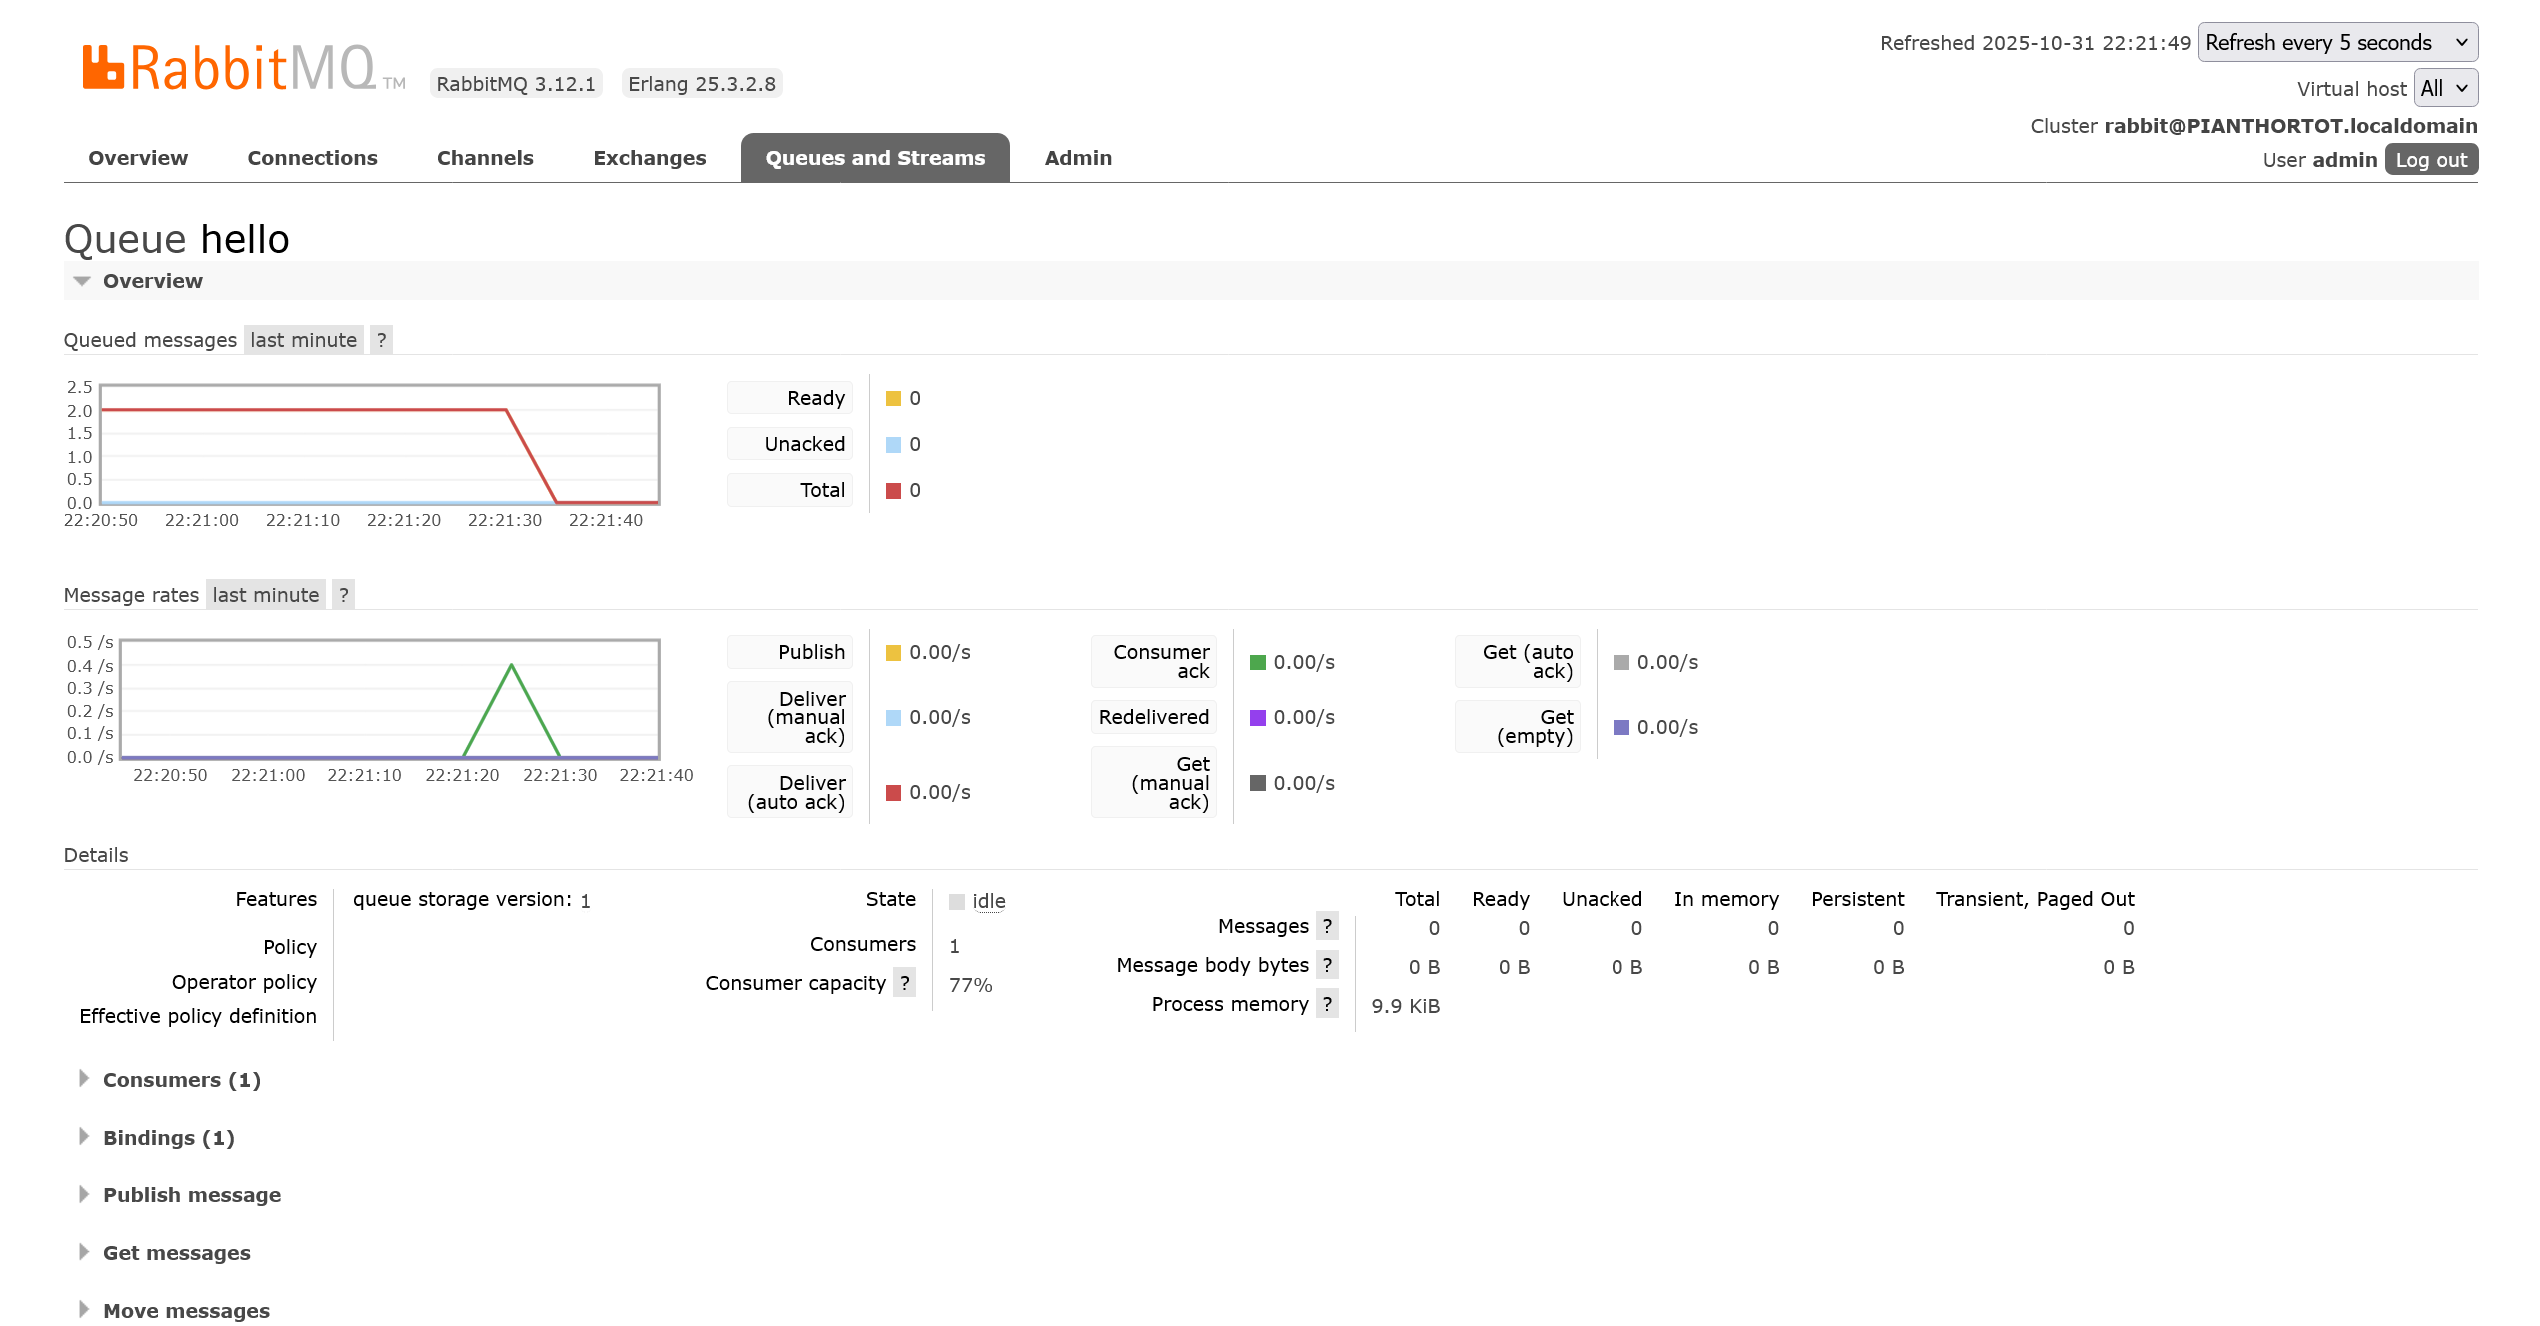 RabbitMQ TM
RabbitMQ 3.12.1 Erlang 25.3.2.8
Refreshed 2025-10-31 22:21:49 Refresh every 5 seconds
Virtual host All
Cluster rabbit@PIANTHORTOT.localdomain
User admin Log out
Overview Connections Channels Exchanges Queues and Streams Admin
Queue hello
Overview
Queued messages last minute ?
2.5
2.0
1.5
1.0
0.5
0.0
22:20:50 22:21:00 22:21:10 22:21:20 22:21:30 22:21:40
Ready 0
Unacked 0
Total 0
Message rates last minute ?
0.5 /s
0.4 /s
0.3 /s
0.2 /s
0.1 /s
0.0 /s
22:20:50 22:21:00 22:21:10 22:21:20 22:21:30 22:21:40
Publish 0.00/s
Deliver
(manual 0.00/s
ack)
Deliver
(auto ack) 0.00/s
Consumer
ack 0.00/s
Redelivered 0.00/s
Get
(manual 0.00/s
ack)
Get (auto
ack) 0.00/s
Get
(empty) 0.00/s
Details
Features queue storage version: 1
Policy
Operator policy
Effective policy definition
State idle
Consumers 1
Consumer capacity ? 77%
Total Ready Unacked In memory Persistent Transient, Paged Out
Messages ? 0 0 0 0 0 0
Message body bytes ? 0 B 0 B 0 B 0 B 0 B 0 B
Process memory ? 9.9 KiB
Consumers (1)
Bindings (1)
Publish message
Get messages
Move messages